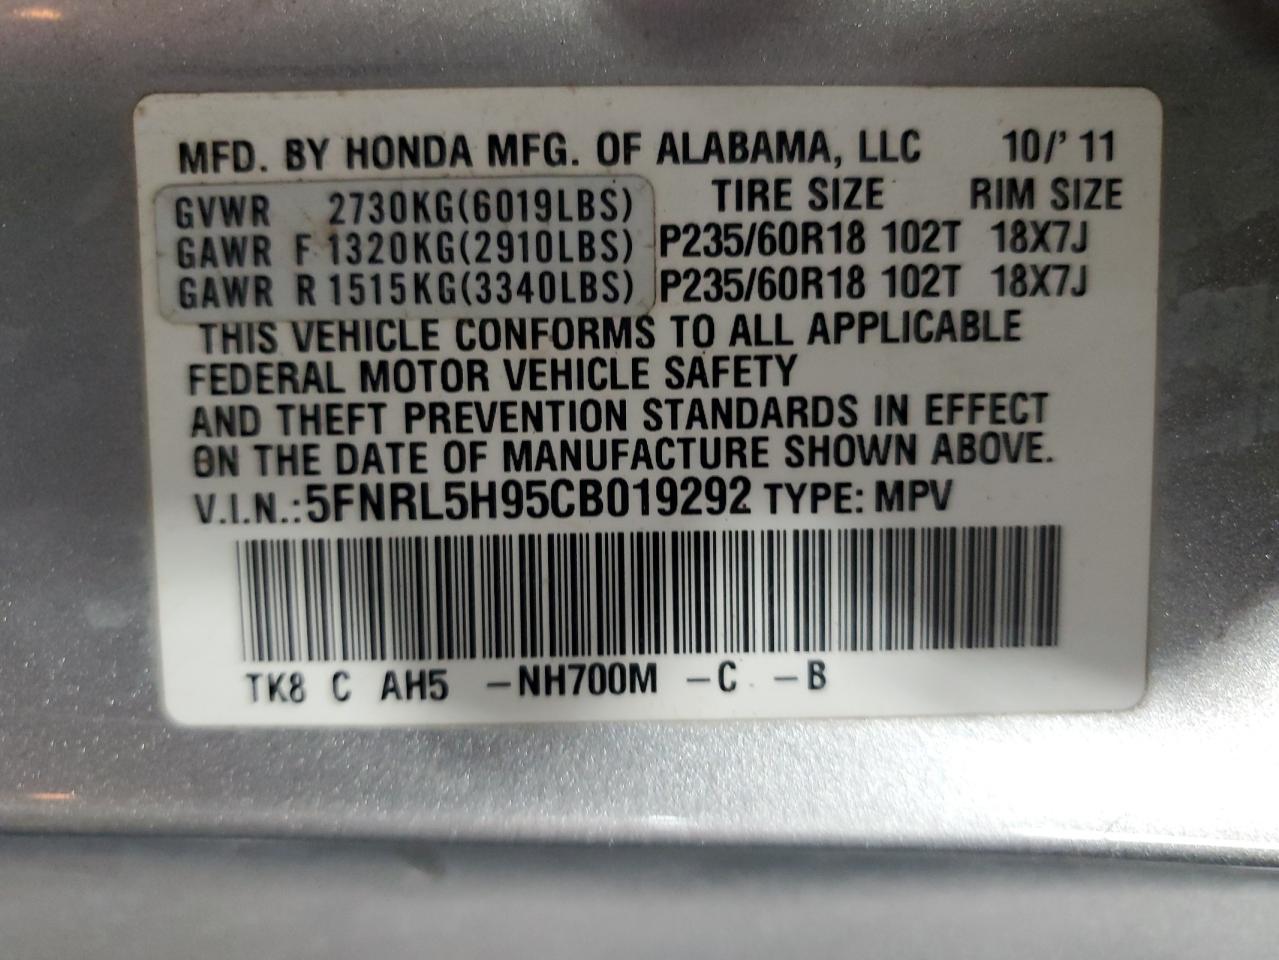 MFD. BY HONDA MFG. OF ALABAMA, LLC 10/' 11
TIRE SIZE RIM SIZE
GVWR 2730KG(6019LBS)
GAWR F 1320KG(2910LBS) P235/60R18 102T 18X7J
GAWR R 1515KG(3340LBS) P235/60R18 102T 18X7J
THIS VEHICLE CONFORMS TO ALL APPLICABLE
FEDERAL MOTOR VEHICLE SAFETY
AND THEFT PREVENTION STANDARDS IN EFFECT
ON THE DATE OF MANUFACTURE SHOWN ABOVE.
V.I.N.:5FNRL5H95CB019292 TYPE: MPV
TK8 C AH5 -NH700M -C -B